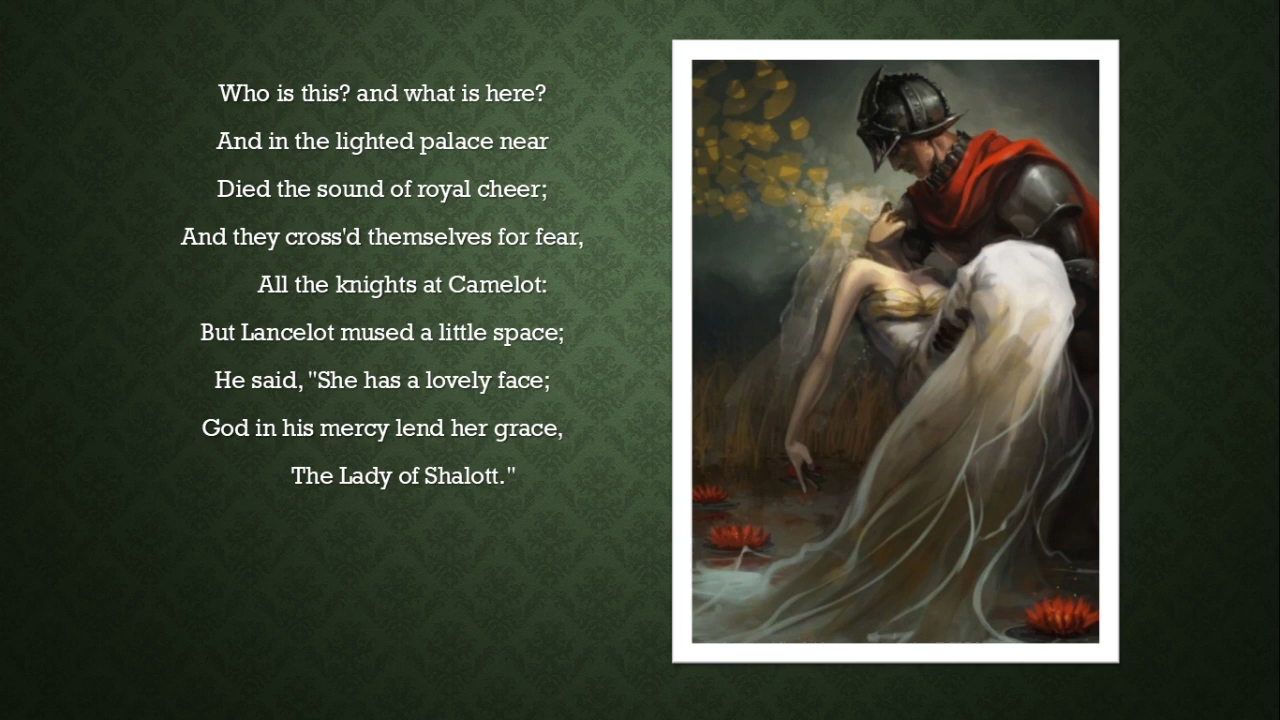 Who is this? and what is here?
And in the lighted palace near
Died the sound of royal cheer;
And they cross'd themselves for fear,
All the knights at Camelot:
But Lancelot mused a little space;
He said, "She has a lovely face;
God in his mercy lend her grace,
The Lady of Shalott."